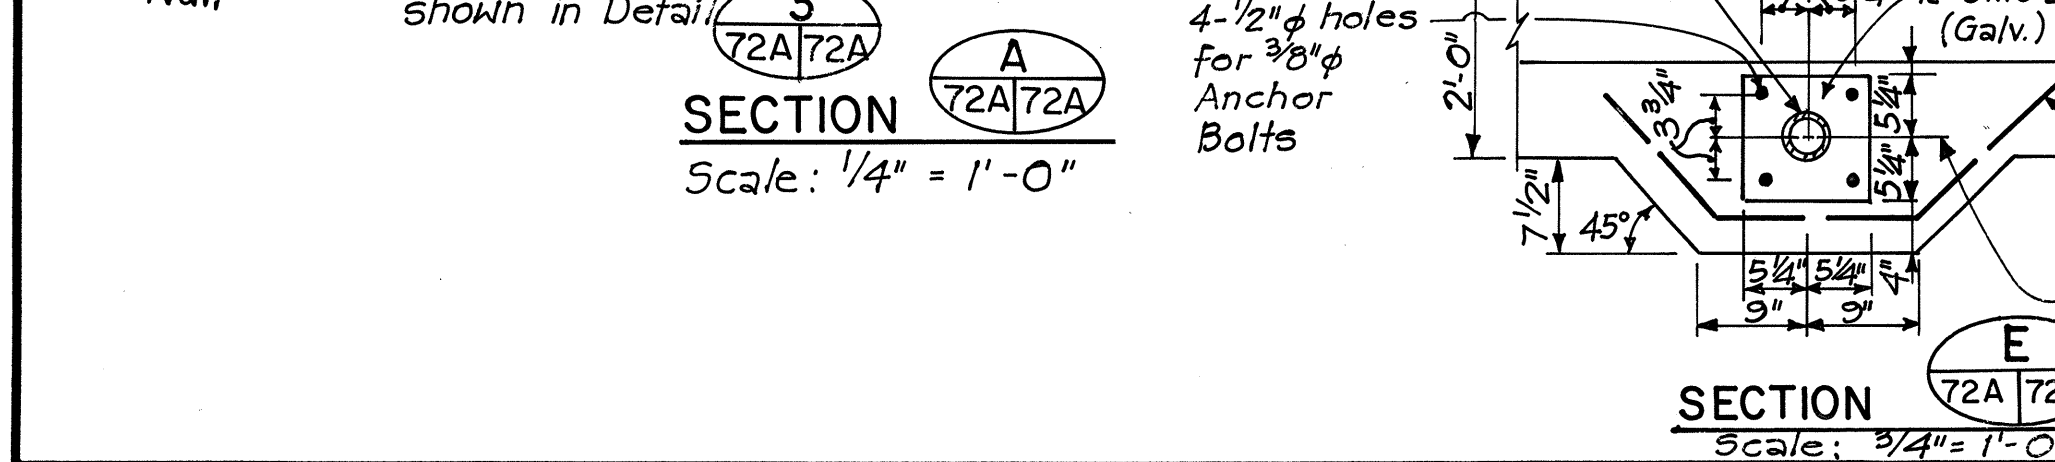 shown in Detail
72A 72A
SECTION
A
72A 72A
Scale: 1/4" = 1'-0"
4-1/2"φ holes
for 3/8"φ
Anchor
Bolts
2'-0"
(Galv.)
3 3/4"
5 1/4"
5 1/4"
7 1/2"
45°
5 1/4" 5 1/4"
4"
9" 9"
SECTION
E
72A
Scale: 3/4" = 1'-0